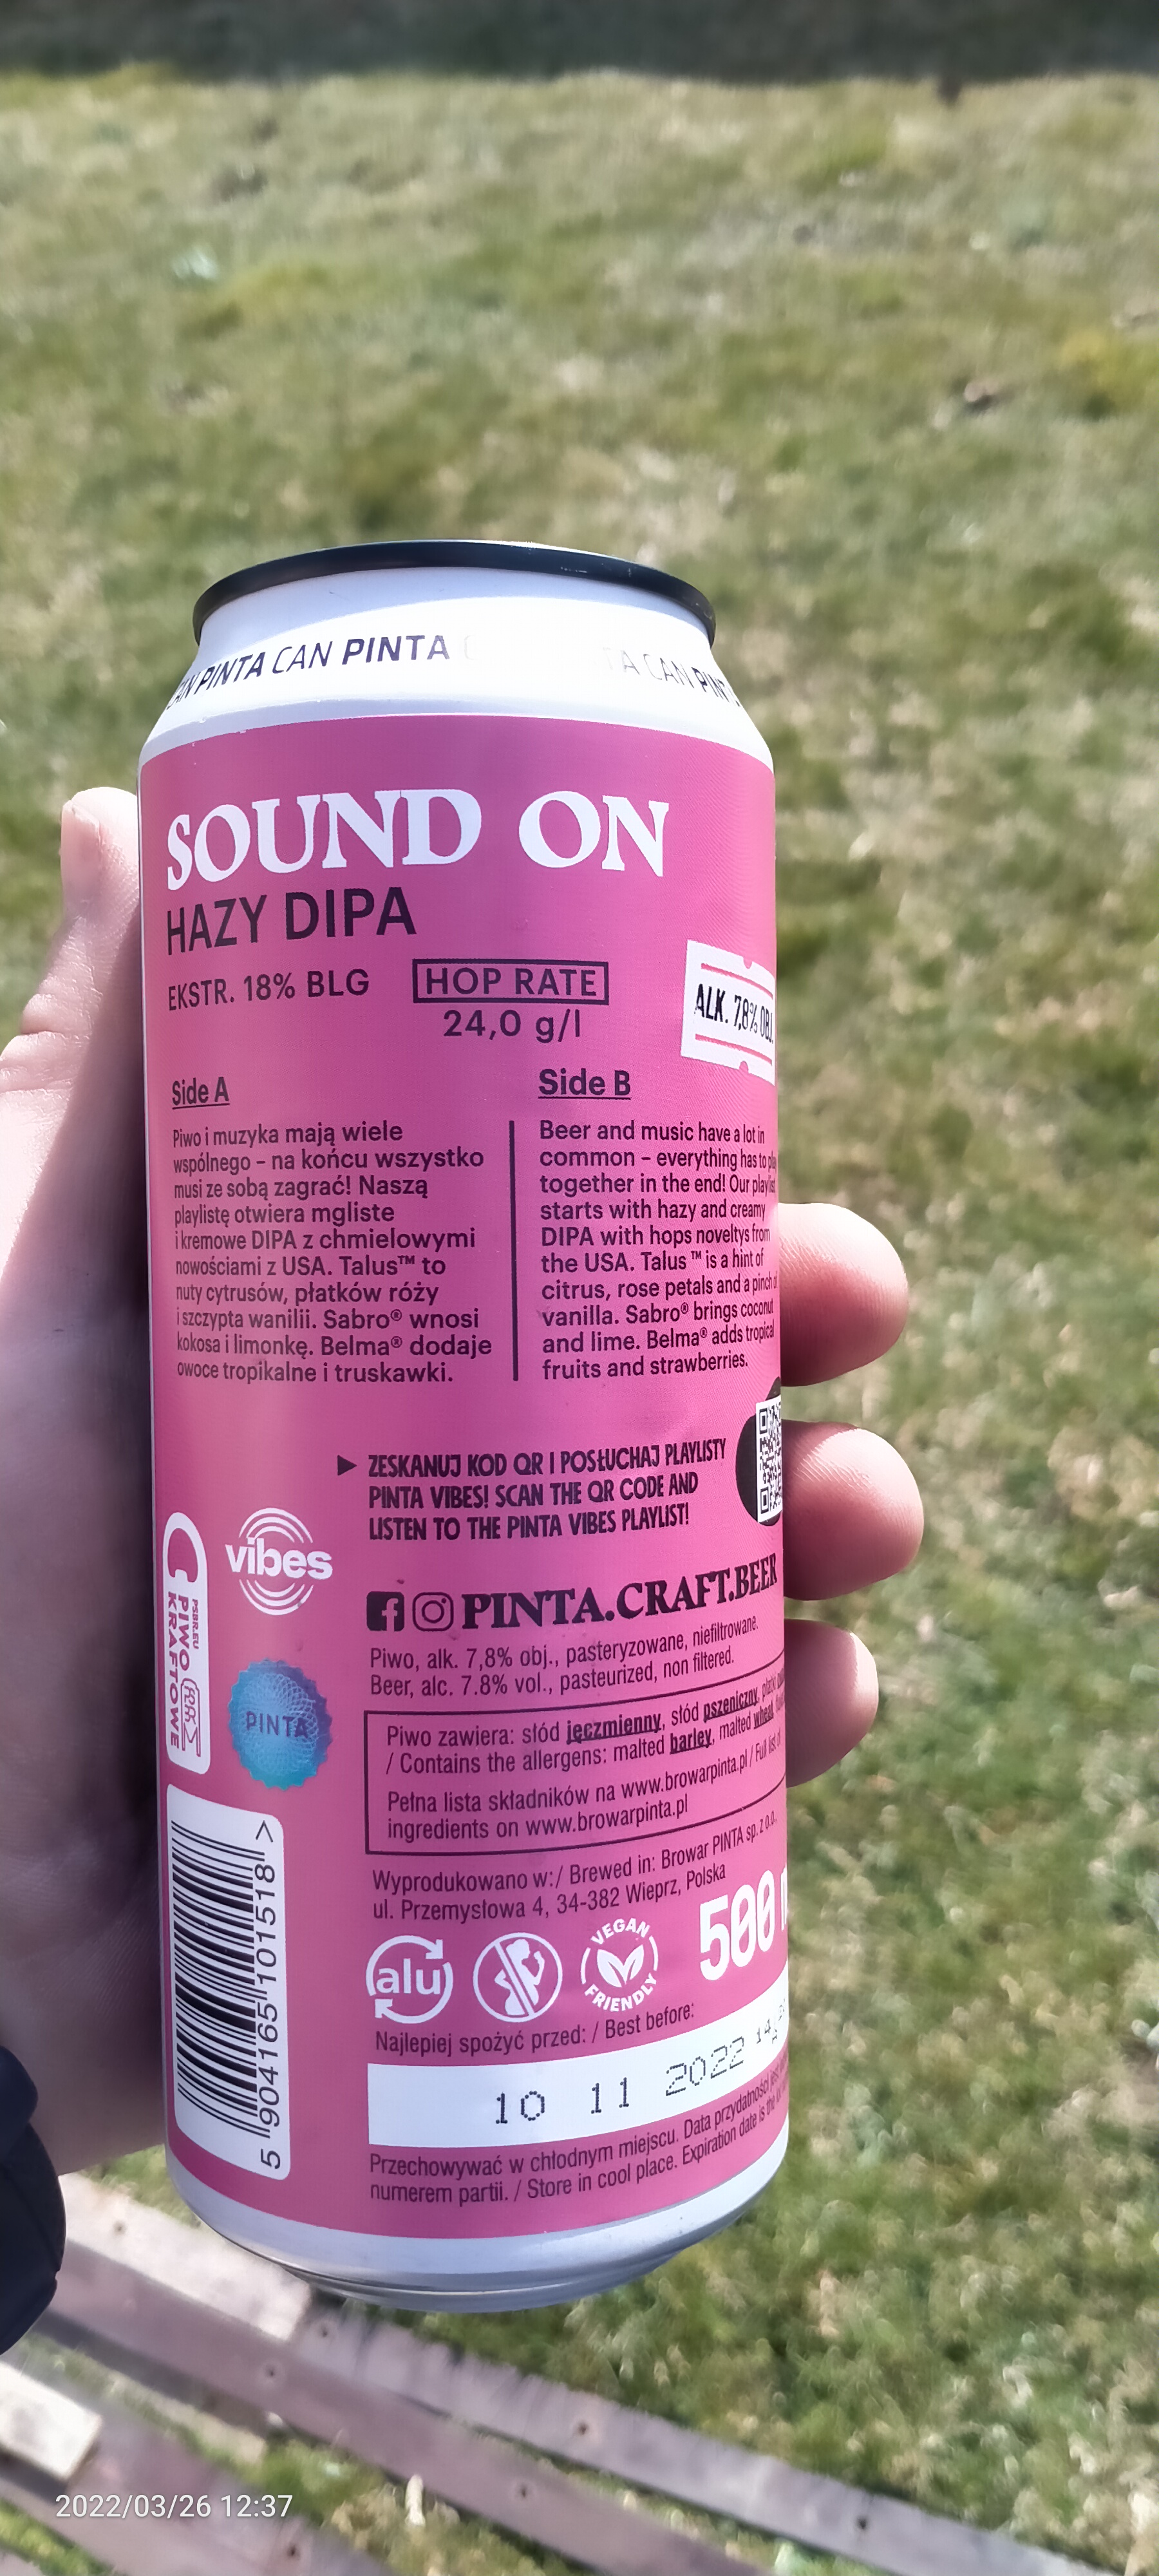 PINTA CAN PINTA
CAN
SOUND ON
HAZY DIPA
EKSTR. 18% BLG
HOP RATE
24,0 g/l
ALK. 7,8% OBJ.
Side A
Piwo i muzyka mają wiele
wspólnego – na końcu wszystko
musi ze sobą zagrać! Naszą
playlistę otwiera mgliste
i kremowe DIPA z chmielowymi
nowościami z USA. Talus™ to
nuty cytrusów, płatków róży
i szczypta wanilii. Sabro® wnosi
kokosa i limonkę. Belma® dodaje
owoce tropikalne i truskawki.
Side B
Beer and music have a lot in
common – everything has to
together in the end! Our playlist
starts with hazy and creamy
DIPA with hops noveltys from
the USA. Talus™ is a hint of
citrus, rose petals and a pinch
vanilla. Sabro® brings coconut
and lime. Belma® adds tropical
fruits and strawberries.
▶ ZESKANUJ KOD QR I POSŁUCHAJ PLAYLISTY
PINTA VIBES! SCAN THE QR CODE AND
LISTEN TO THE PINTA VIBES PLAYLIST!
vibes
PSBR.EU
PIWO
KRAFTOWE
PINTA
PINTA.CRAFT.BEER
Piwo, alk. 7,8% obj., pasteryzowane, niefiltrowane.
Beer, alc. 7.8% vol., pasteurized, non filtered.
Piwo zawiera: słód jęczmienny, słód pszeniczny, płatki
/ Contains the allergens: malted barley, malted wheat,
Pełna lista składników na www.browarpinta.pl / Full list of
ingredients on www.browarpinta.pl
Wyprodukowano w:/ Brewed in: Browar PINTA sp. z o.o.,
ul. Przemysłowa 4, 34-382 Wieprz, Polska
500
alu
VEGAN
FRIENDLY
Najlepiej spożyć przed: / Best before:
10 11 2022
Przechowywać w chłodnym miejscu. Data przydatności jest
numerem partii. / Store in cool place. Expiration date is the
5 904165 101518 >
2022/03/26 12:37